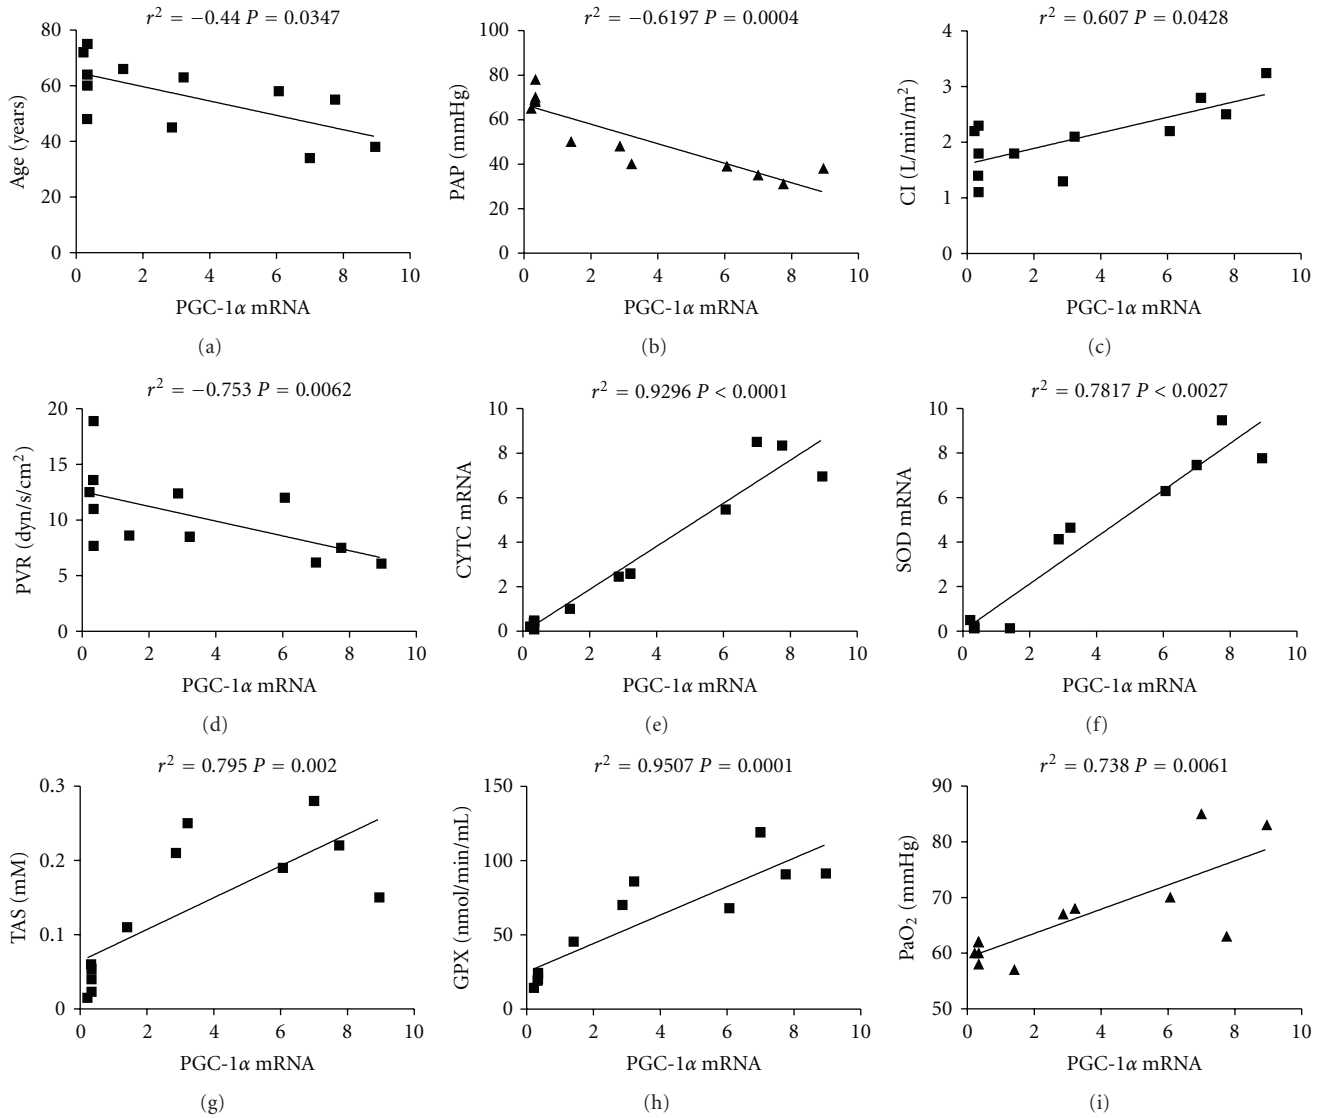 r² = −0.44 P = 0.0347
80
60
40
20
0
Age (years)
0 2 4 6 8 10
PGC-1α mRNA
(a)
r² = −0.6197 P = 0.0004
100
80
60
40
20
0
PAP (mmHg)
0 2 4 6 8 10
PGC-1α mRNA
(b)
r² = 0.607 P = 0.0428
4
3
2
1
0
CI (L/min/m²)
0 2 4 6 8 10
PGC-1α mRNA
(c)
r² = −0.753 P = 0.0062
20
15
10
5
0
PVR (dyn/s/cm²)
0 2 4 6 8 10
PGC-1α mRNA
(d)
r² = 0.9296 P < 0.0001
10
8
6
4
2
0
CYTC mRNA
0 2 4 6 8 10
PGC-1α mRNA
(e)
r² = 0.7817 P < 0.0027
10
8
6
4
2
0
SOD mRNA
0 2 4 6 8 10
PGC-1α mRNA
(f)
r² = 0.795 P = 0.002
0.3
0.2
0.1
0
TAS (mM)
0 2 4 6 8 10
PGC-1α mRNA
(g)
r² = 0.9507 P = 0.0001
150
100
50
0
GPX (nmol/min/mL)
0 2 4 6 8 10
PGC-1α mRNA
(h)
r² = 0.738 P = 0.0061
90
80
70
60
50
PaO₂ (mmHg)
0 2 4 6 8 10
PGC-1α mRNA
(i)